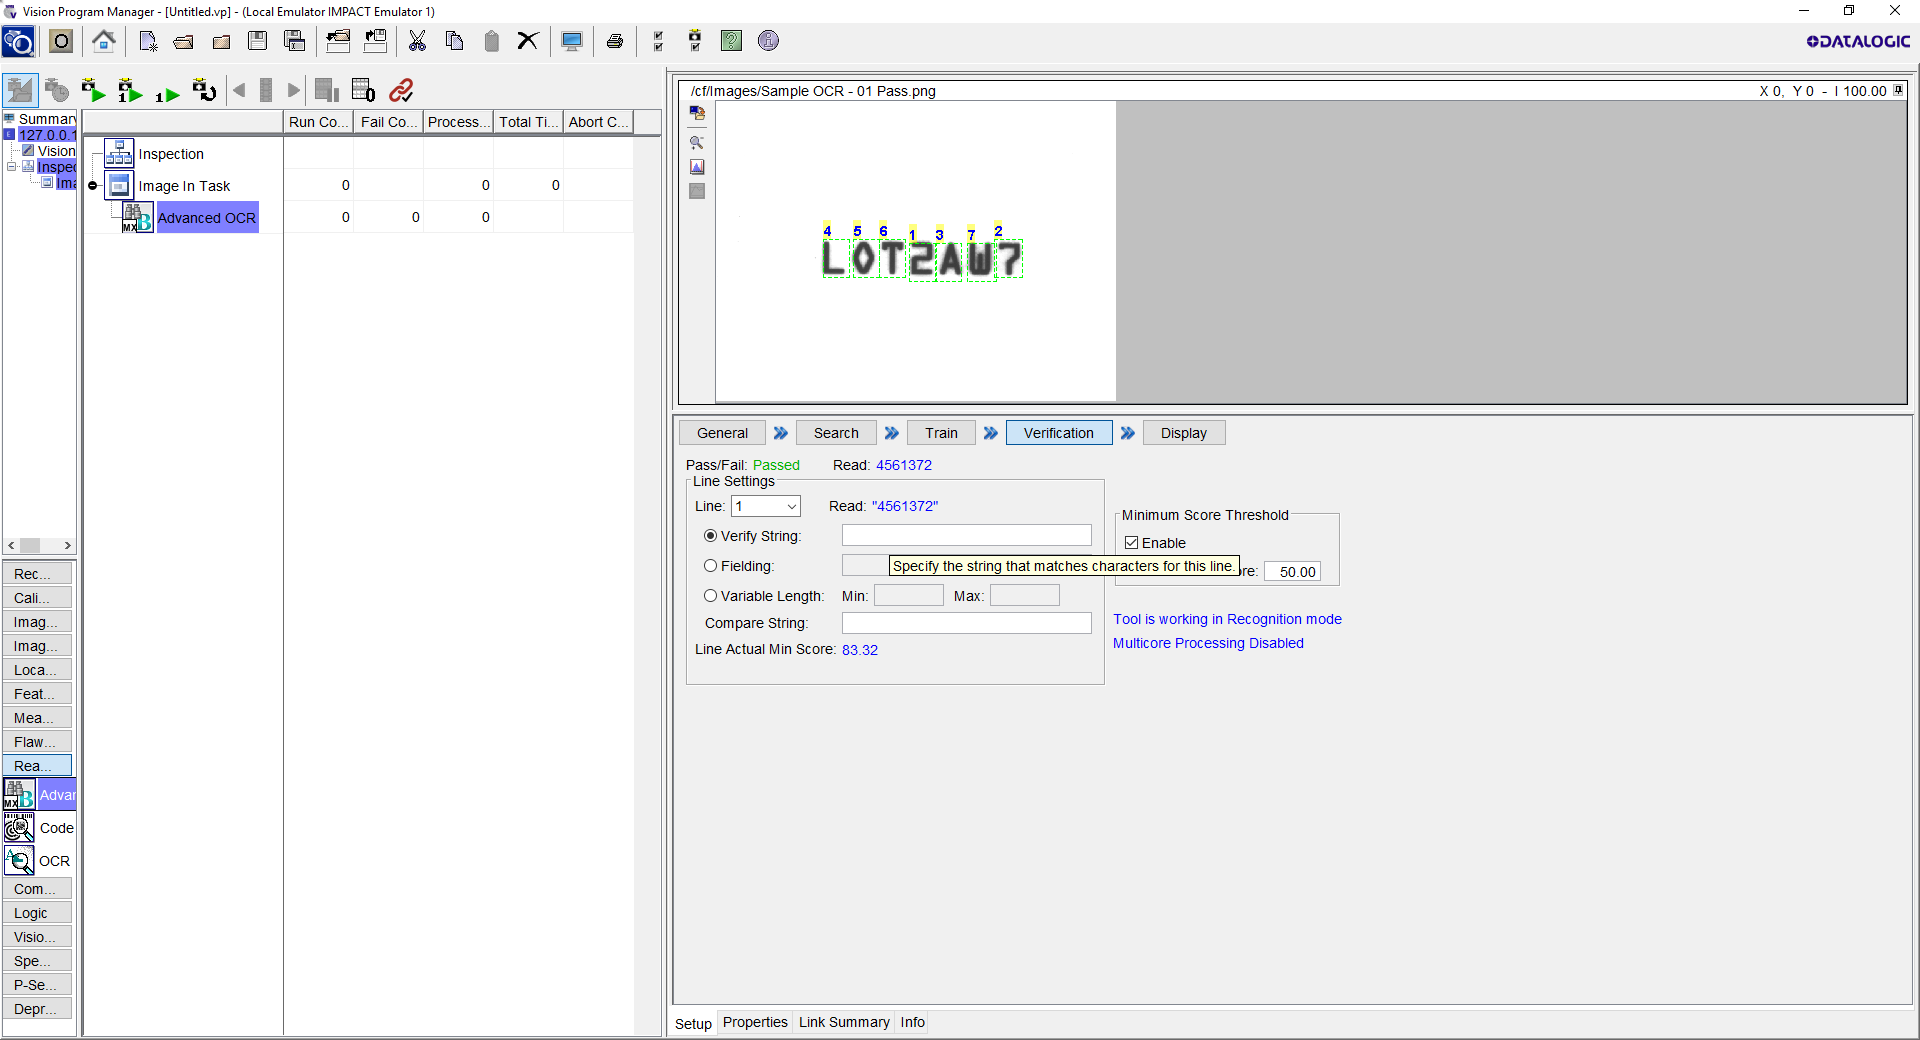 Vision Program Manager - [Untitled.vp] - (Local Emulator IMPACT Emulator 1)
DATALOGIC
Summary
127.0.0.1
Vision
Inspec
Ima
Run Co... Fail Co... Process... Total Ti... Abort C...
Inspection
Image In Task 0 0 0
Advanced OCR 0 0 0
/cf/Images/Sample OCR - 01 Pass.png
X 0, Y 0 - I 100.00
4 5 6 1 3 7 2
LOT2AW7
General Search Train Verification Display
Pass/Fail: Passed Read: 4561372
Line Settings
Line: 1 Read: "4561372"
Verify String:
Fielding:
Specify the string that matches characters for this line.
Variable Length: Min: Max:
Compare String:
Line Actual Min Score: 83.32
Minimum Score Threshold
Enable
ore: 50.00
Tool is working in Recognition mode
Multicore Processing Disabled
Rec...
Cali...
Imag...
Imag...
Loca...
Feat...
Mea...
Flaw...
Rea...
Advan
Code
OCR
Com...
Logic
Visio...
Spe...
P-Se...
Depr...
Setup Properties Link Summary Info